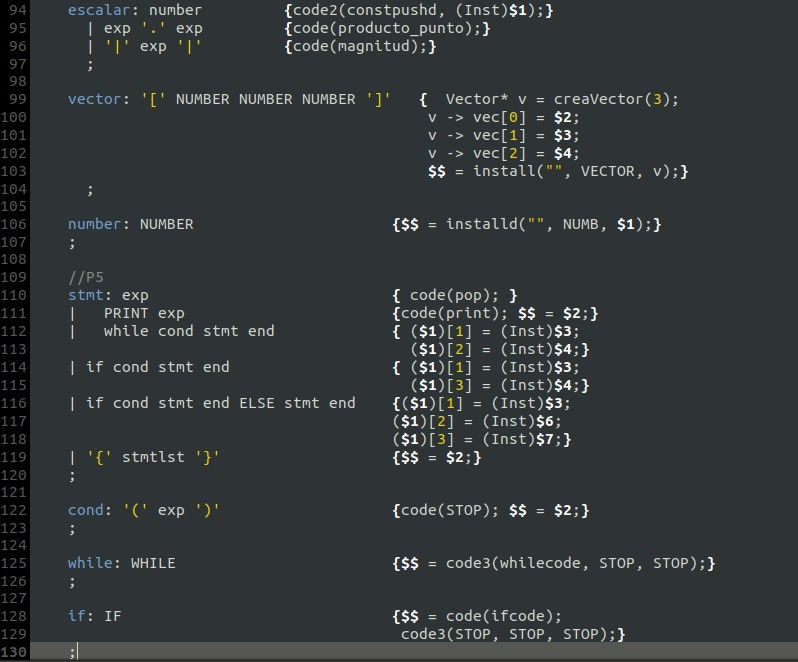 94 escalar: number {code2(constpushd, (Inst)$1);}
95 | exp '.' exp {code(producto_punto);}
96 | '|' exp '|' {code(magnitud);}
97 ;
98
99 vector: '[' NUMBER NUMBER NUMBER ']' { Vector* v = creaVector(3);
100 v -> vec[0] = $2;
101 v -> vec[1] = $3;
102 v -> vec[2] = $4;
103 $$ = install("", VECTOR, v);}
104 ;
105
106 number: NUMBER {$$ = installd("", NUMB, $1);}
107 ;
108
109 //P5
110 stmt: exp { code(pop); }
111 | PRINT exp {code(print); $$ = $2;}
112 | while cond stmt end { ($1)[1] = (Inst)$3;
113 ($1)[2] = (Inst)$4;}
114 | if cond stmt end { ($1)[1] = (Inst)$3;
115 ($1)[3] = (Inst)$4;}
116 | if cond stmt end ELSE stmt end {($1)[1] = (Inst)$3;
117 ($1)[2] = (Inst)$6;
118 ($1)[3] = (Inst)$7;}
119 | '{' stmtlst '}' {$$ = $2;}
120 ;
121
122 cond: '(' exp ')' {code(STOP); $$ = $2;}
123 ;
124
125 while: WHILE {$$ = code3(whilecode, STOP, STOP);}
126 ;
127
128 if: IF {$$ = code(ifcode);
129 code3(STOP, STOP, STOP);}
130 ;